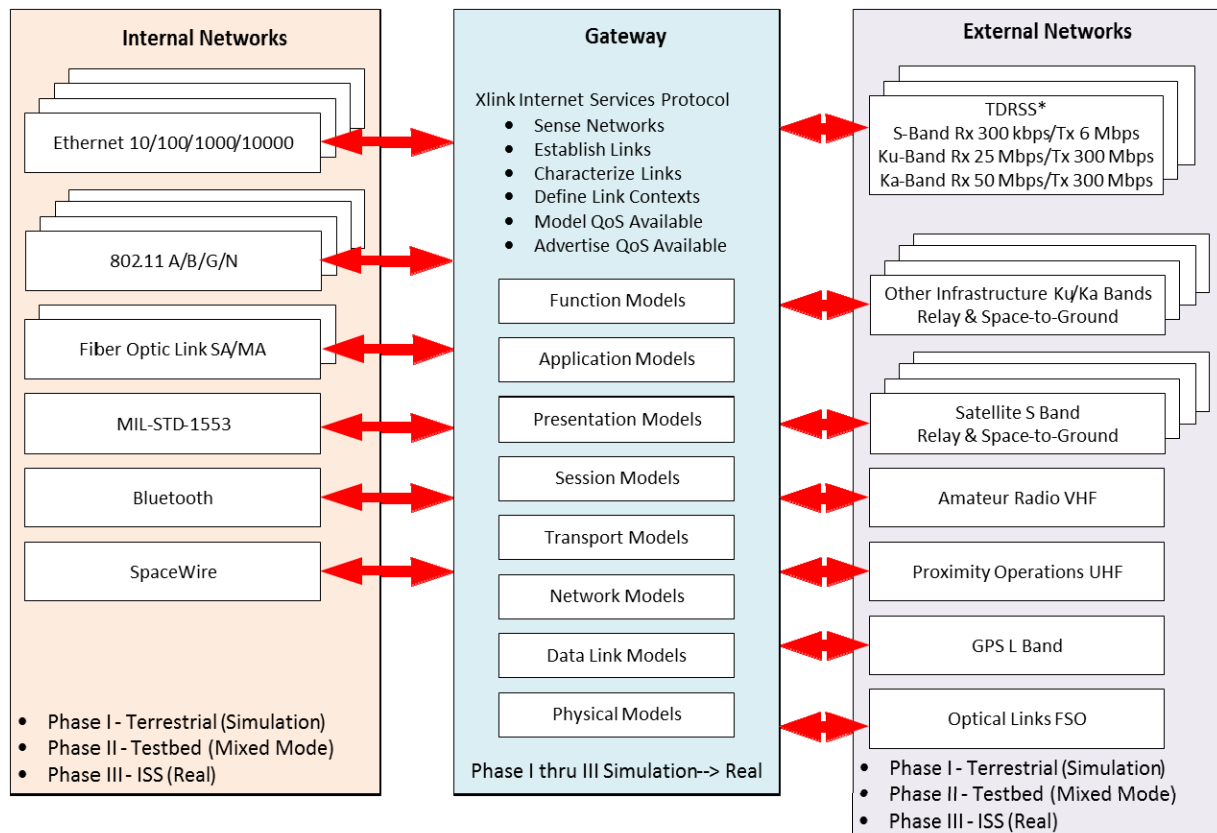 Internal Networks
Ethernet 10/100/1000/10000
802.11 A/B/G/N
Fiber Optic Link SA/MA
MIL-STD-1553
Bluetooth
SpaceWire
• Phase I - Terrestrial (Simulation)
• Phase II - Testbed (Mixed Mode)
• Phase III - ISS (Real)
Gateway
Xlink Internet Services Protocol
• Sense Networks
• Establish Links
• Characterize Links
• Define Link Contexts
• Model QoS Available
• Advertise QoS Available
Function Models
Application Models
Presentation Models
Session Models
Transport Models
Network Models
Data Link Models
Physical Models
Phase I thru III Simulation--> Real
External Networks
TDRSS*
S-Band Rx 300 kbps/Tx 6 Mbps
Ku-Band Rx 25 Mbps/Tx 300 Mbps
Ka-Band Rx 50 Mbps/Tx 300 Mbps
Other Infrastructure Ku/Ka Bands
Relay & Space-to-Ground
Satellite S Band
Relay & Space-to-Ground
Amateur Radio VHF
Proximity Operations UHF
GPS L Band
Optical Links FSO
• Phase I - Terrestrial (Simulation)
• Phase II - Testbed (Mixed Mode)
• Phase III - ISS (Real)